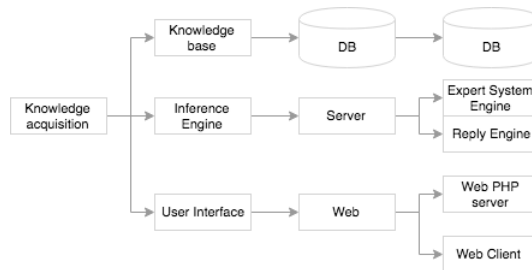 Knowledge
base
DB
DB
Knowledge
acquisition
Inference
Engine
Server
Expert System
Engine
Reply Engine
User Interface
Web
Web PHP
server
Web Client